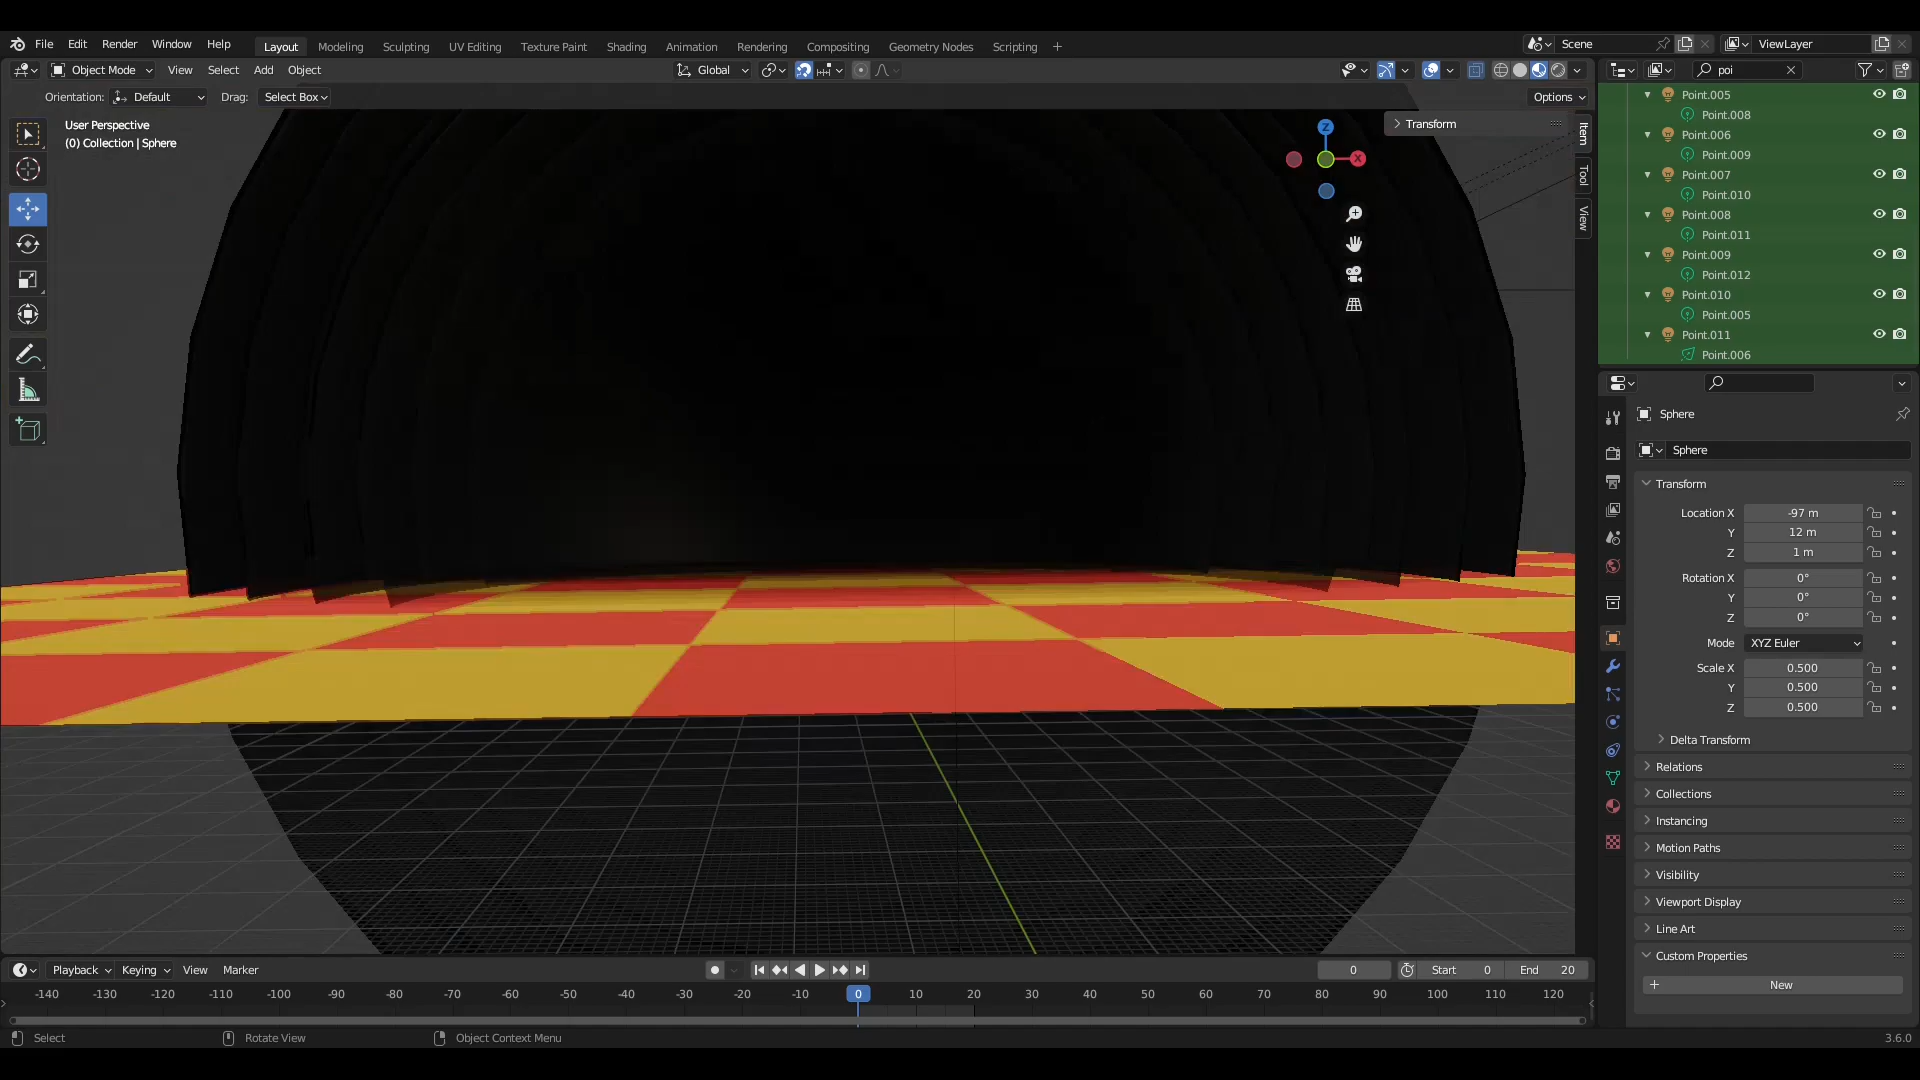 File Edit Render Window Help Layout Modeling Sculpting UV Editing Texture Paint Shading Animation Rendering Compositing Geometry Nodes Scripting + Scene ViewLayer
Object Mode View Select Add Object Global poi
Orientation: Default Drag: Select Box Options
User Perspective
(0) Collection | Sphere
Transform
Item
Tool
View
Z
X
Point.005
Point.008
Point.006
Point.009
Point.007
Point.010
Point.008
Point.011
Point.009
Point.012
Point.010
Point.005
Point.011
Point.006
Sphere
Sphere
Transform
Location X -97 m
Y 12 m
Z 1 m
Rotation X 0°
Y 0°
Z 0°
Mode XYZ Euler
Scale X 0.500
Y 0.500
Z 0.500
Delta Transform
Relations
Collections
Instancing
Motion Paths
Visibility
Viewport Display
Line Art
Custom Properties
+ New
Playback Keying View Marker 0 Start 0 End 20
-140 -130 -120 -110 -100 -90 -80 -70 -60 -50 -40 -30 -20 -10 0 10 20 30 40 50 60 70 80 90 100 110 120
Select Rotate View Object Context Menu 3.6.0